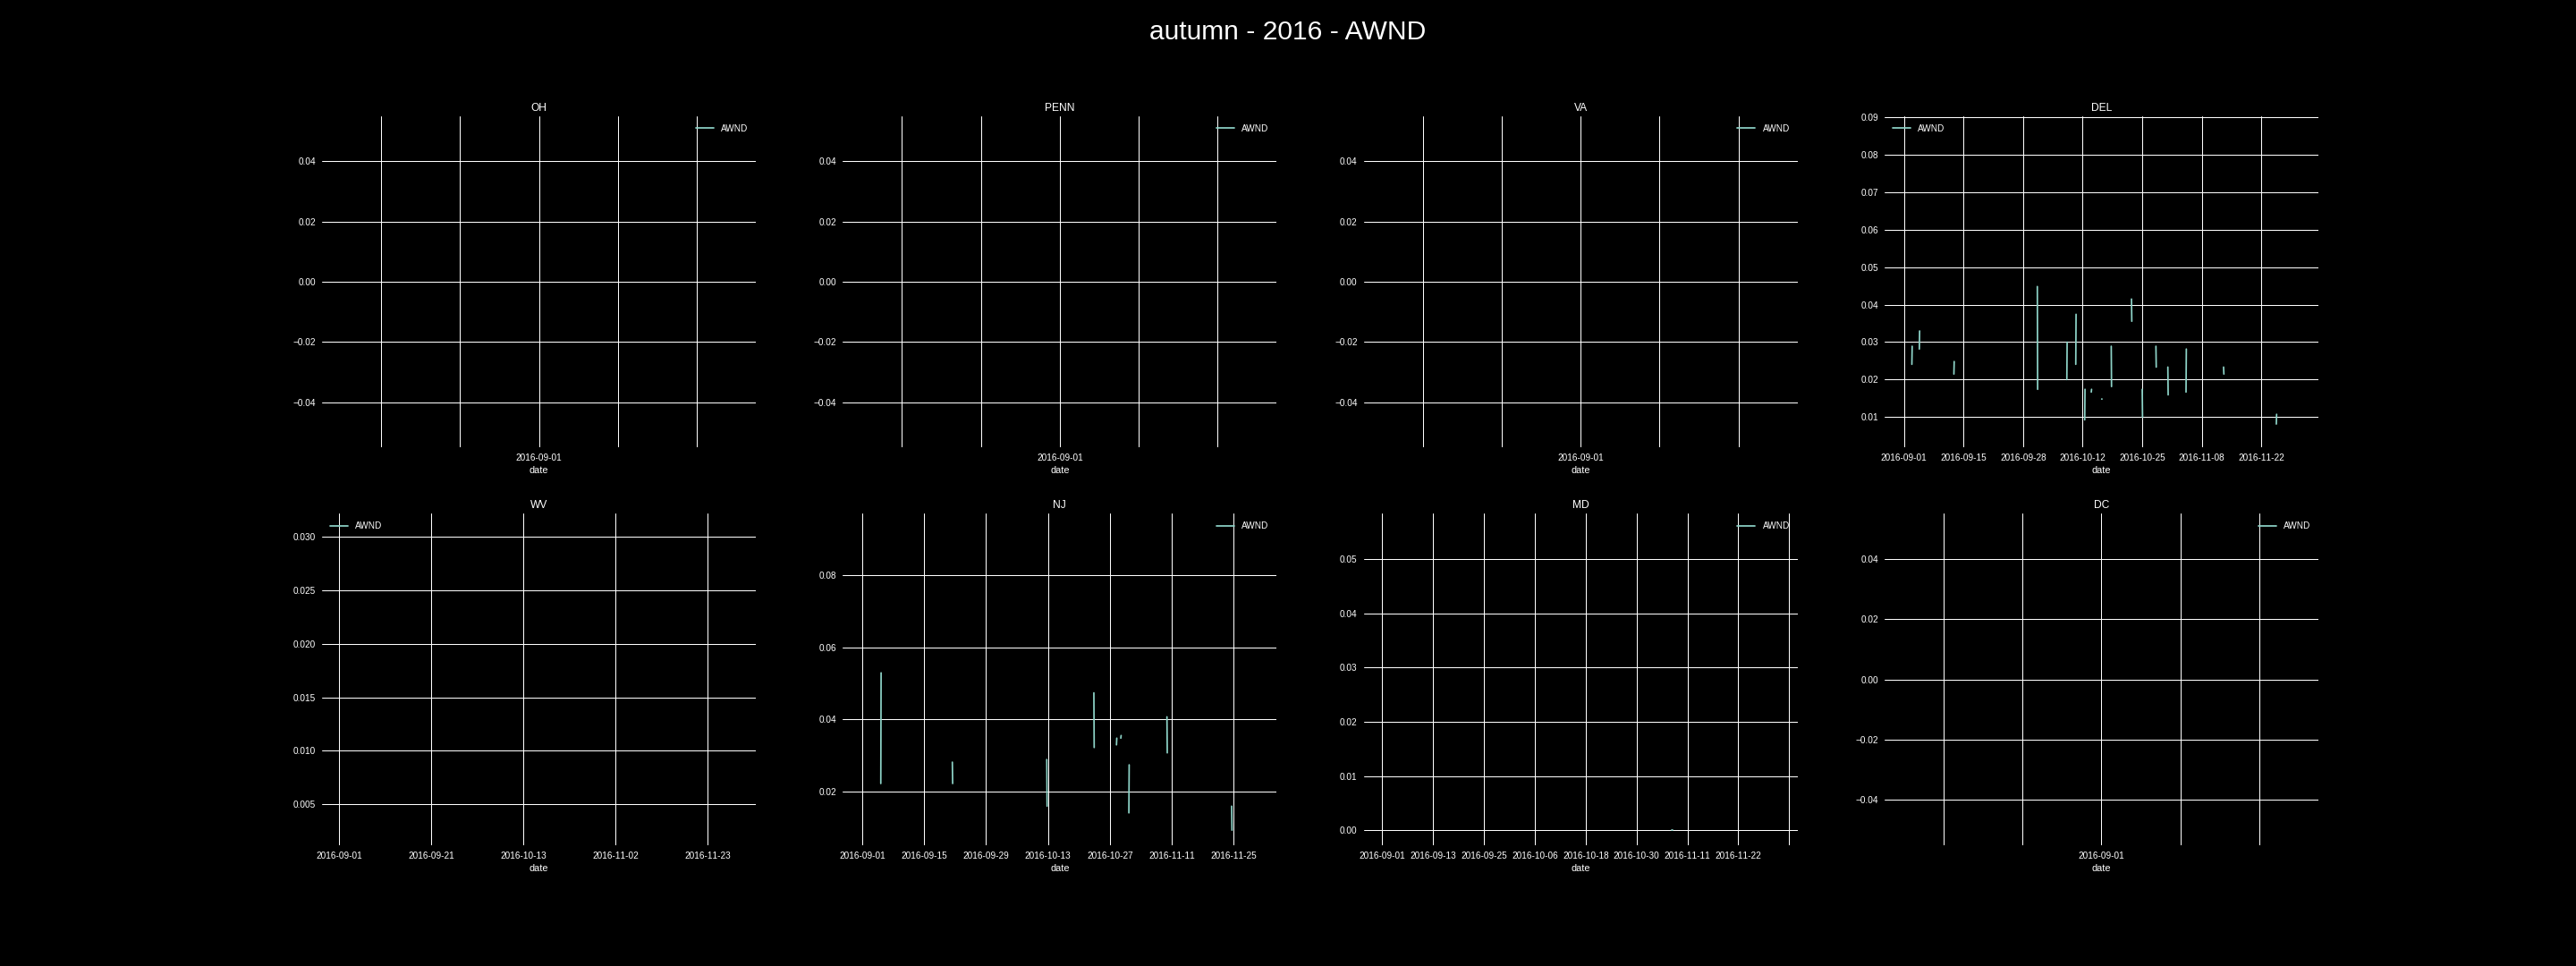 autumn - 2016 - AWND
OH
AWND
0.04
0.02
0.00
−0.02
−0.04
2016-09-01
date
PENN
AWND
0.04
0.02
0.00
−0.02
−0.04
2016-09-01
date
VA
AWND
0.04
0.02
0.00
−0.02
−0.04
2016-09-01
date
DEL
AWND
0.09
0.08
0.07
0.06
0.05
0.04
0.03
0.02
0.01
2016-09-01 2016-09-15 2016-09-28 2016-10-12 2016-10-25 2016-11-08 2016-11-22
date
WV
AWND
0.030
0.025
0.020
0.015
0.010
0.005
2016-09-01 2016-09-21 2016-10-13 2016-11-02 2016-11-23
date
NJ
AWND
0.08
0.06
0.04
0.02
2016-09-01 2016-09-15 2016-09-29 2016-10-13 2016-10-27 2016-11-11 2016-11-25
date
MD
AWND
0.05
0.04
0.03
0.02
0.01
0.00
2016-09-01 2016-09-13 2016-09-25 2016-10-06 2016-10-18 2016-10-30 2016-11-11 2016-11-22
date
DC
AWND
0.04
0.02
0.00
−0.02
−0.04
2016-09-01
date